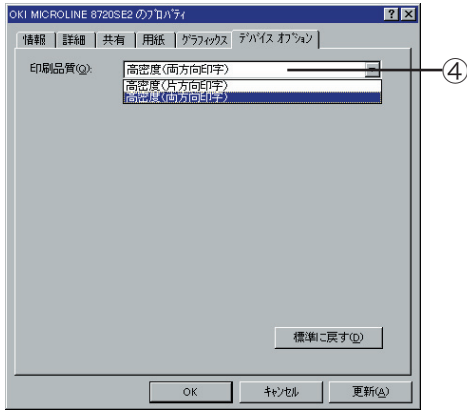 OKI MICROLINE 8720SE2 のﾌﾟﾛﾊﾟﾃｨ
情報 詳細 共有 用紙 ｸﾞﾗﾌｨｯｸｽ ﾃﾞﾊﾞｲｽ ｵﾌﾟｼｮﾝ
印刷品質(Q): 高密度(両方向印字) ④
高密度(片方向印字)
高密度(両方向印字)
標準に戻す(D)
OK ｷｬﾝｾﾙ 更新(A)